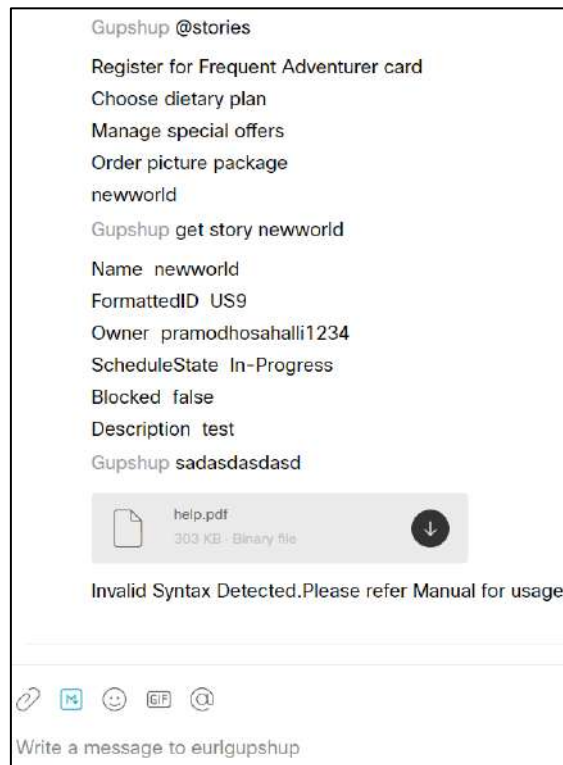 Gupshup @stories
Register for Frequent Adventurer card
Choose dietary plan
Manage special offers
Order picture package
newworld
Gupshup get story newworld
Name newworld
FormattedID US9
Owner pramodhosahalli1234
ScheduleState In-Progress
Blocked false
Description test
Gupshup sadasdasdasd
help.pdf
303 KB · Binary file
Invalid Syntax Detected.Please refer Manual for usage
M
GIF
@
Write a message to eurlgupshup